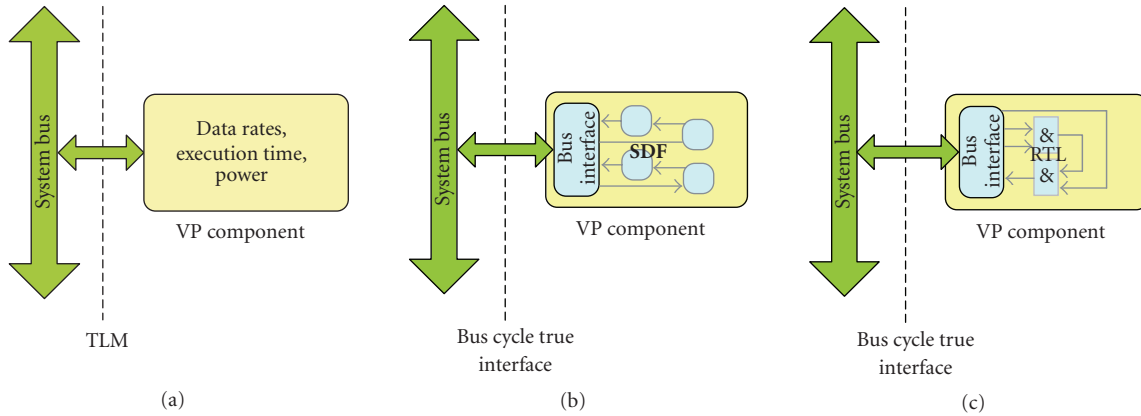 System bus
Data rates,
execution time,
power
VP component
TLM
(a)
System bus
Bus
interface
SDF
VP component
Bus cycle true
interface
(b)
System bus
Bus
interface
&
RTL
&
VP component
Bus cycle true
interface
(c)